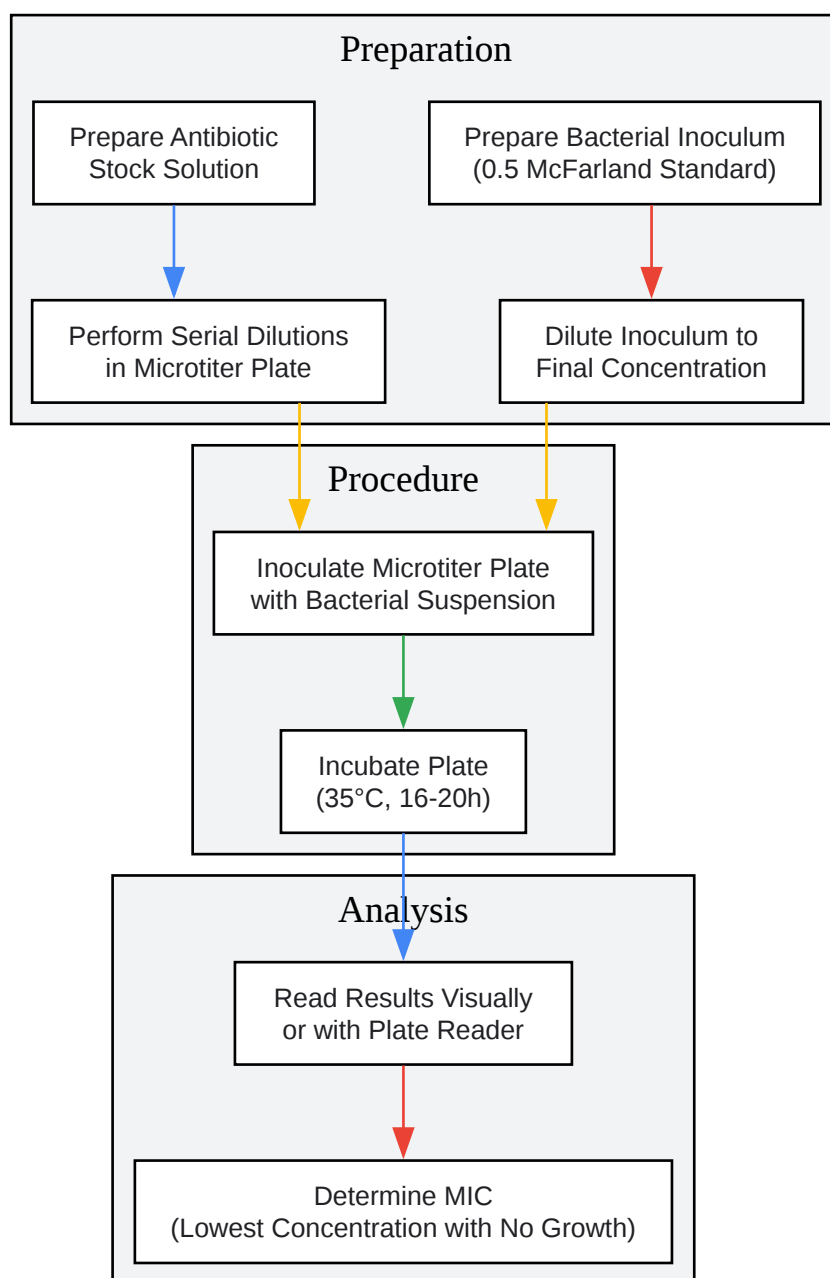 Preparation
Prepare Antibiotic
Stock Solution
Prepare Bacterial Inoculum
(0.5 McFarland Standard)
Perform Serial Dilutions
in Microtiter Plate
Dilute Inoculum to
Final Concentration
Procedure
Inoculate Microtiter Plate
with Bacterial Suspension
Incubate Plate
(35°C, 16-20h)
Analysis
Read Results Visually
or with Plate Reader
Determine MIC
(Lowest Concentration with No Growth)